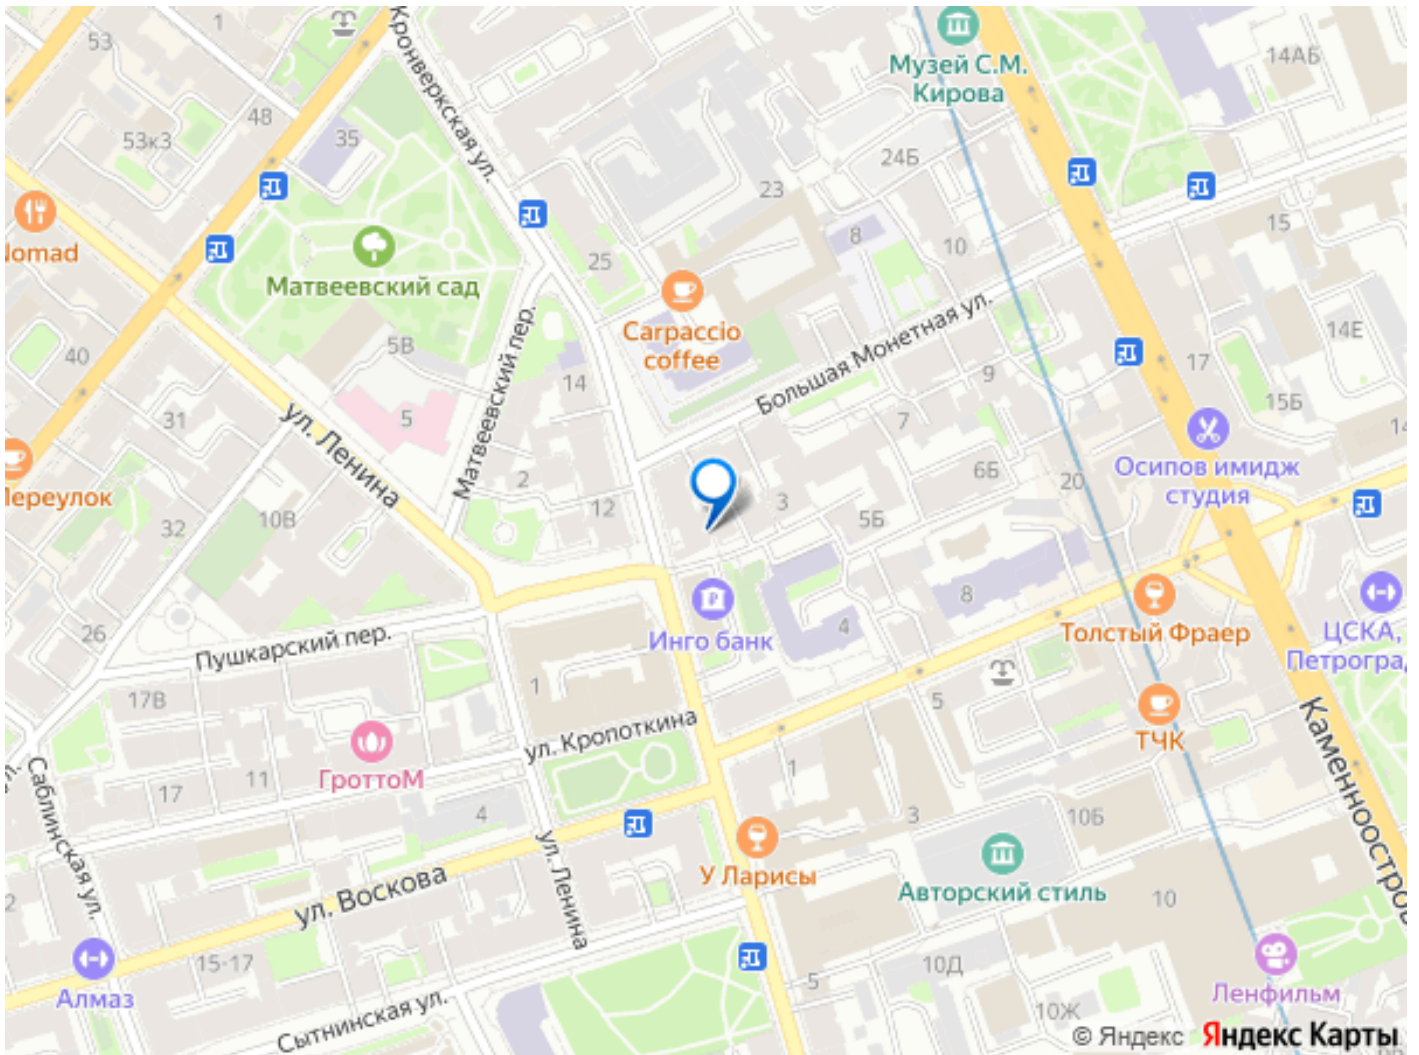 53
1
Кронверкская ул.
Музей С.М.
Кирова
14АБ
48
53к3
35
24Б
23
8
10
15
Nomad
Матвеевский сад
25
Carpaccio
coffee
Большая Монетная ул.
14Е
17
40
5В
Матвеевский пер.
14
9
31
5
ул. Ленина
7
15Б
Осипов имидж
студия
6Б
20
2
12
3
5Б
32
10В
Инго банк
4
8
Толстый Фраер
ЦСКА,
26
Пушкарский пер.
17В
1
ул. Кропоткина
5
ТЧК
ГроттоМ
11
17
4
1
3
10Б
Каменноостров
Саблинская ул.
ул. Воскова
ул. Ленина
У Ларисы
Авторский стиль
10
2
Алмаз
15-17
Сытнинская ул.
5
10Д
10Ж
Ленфильм
© Яндекс Яндекс Карты